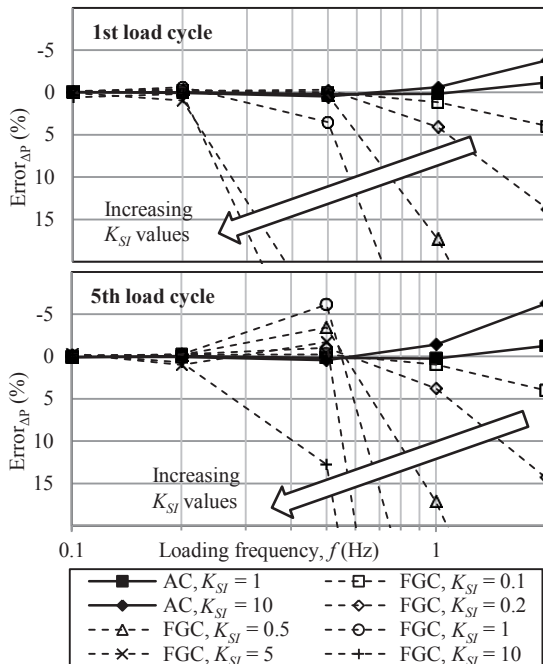 1st load cycle
-5
0
5
10
15
Error_ΔP (%)
Increasing
K_SI values
5th load cycle
-5
0
5
10
15
Error_ΔP (%)
Increasing
K_SI values
0.1
Loading frequency, f (Hz)
1
AC, K_SI = 1
FGC, K_SI = 0.1
AC, K_SI = 10
FGC, K_SI = 0.2
FGC, K_SI = 0.5
FGC, K_SI = 1
FGC, K_SI = 5
FGC, K_SI = 10